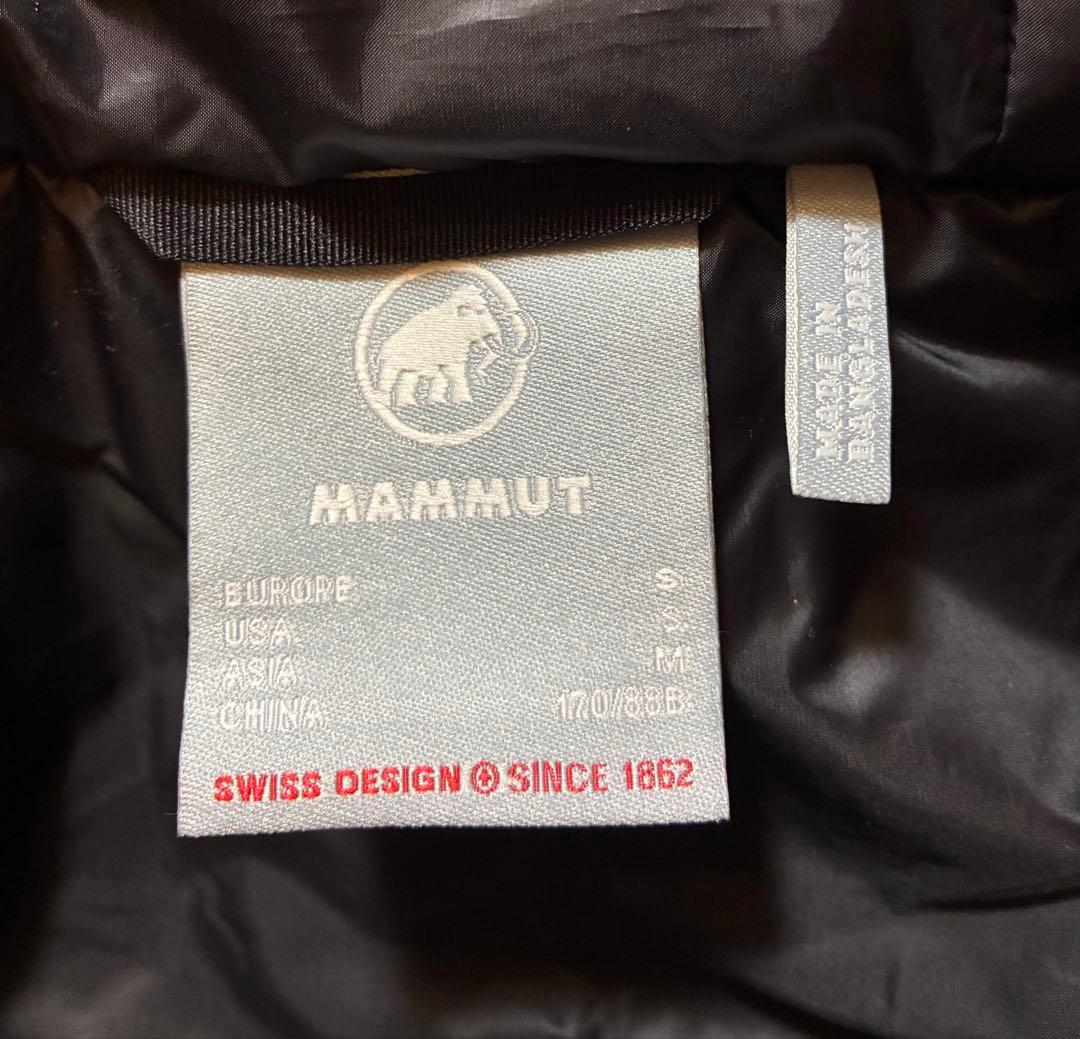 MAMMUT
EUROPE S
USA S
ASIA M
CHINA 170/88B
SWISS DESIGN SINCE 1862
MADE IN
BANGLADESH